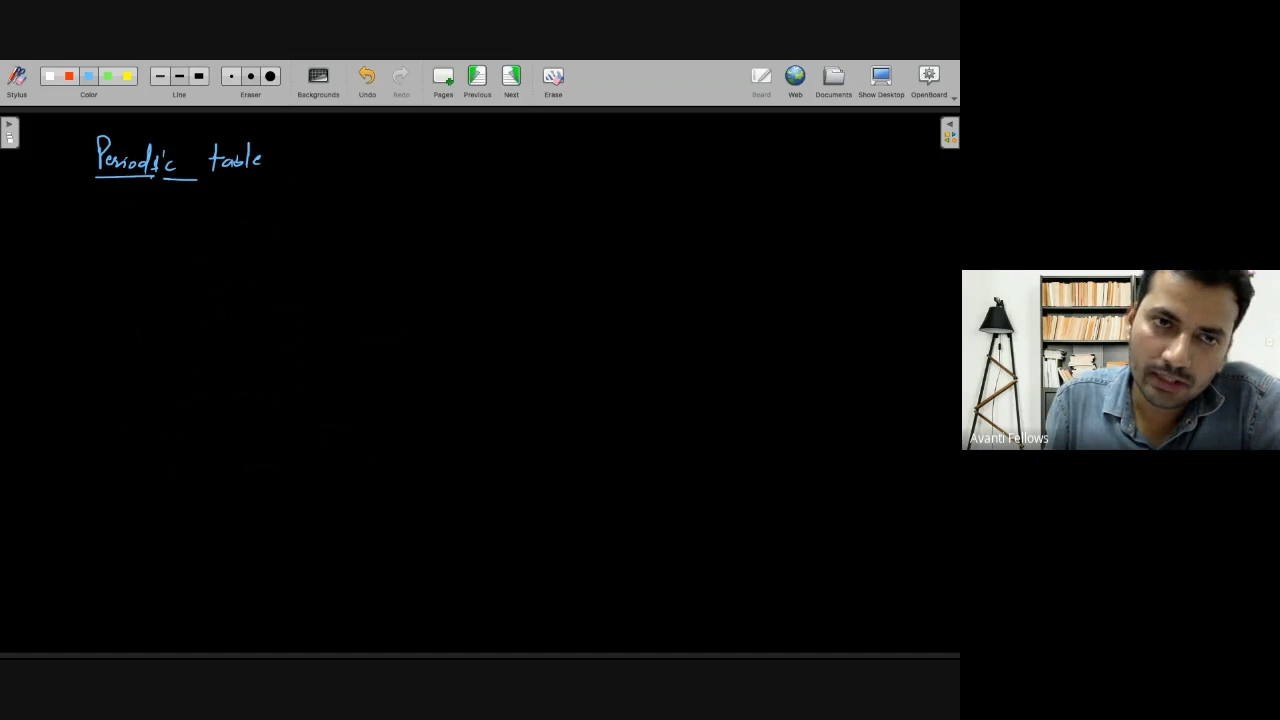 Stylus Color Line Eraser Backgrounds Undo Redo Pages Previous Next Erase Board Web Documents Show Desktop OpenBoard
Periodic table
Avanti Fellows